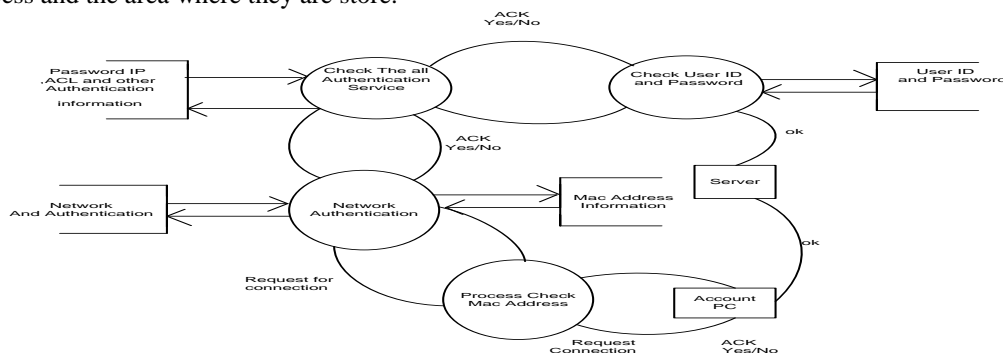 ess and the area where they are store.
ACK
Yes/No
Password IP
,ACL and other
Authentication
information
Check The all
Authentication
Service
Check User ID
and Password
User ID
and Password
ACK
Yes/No
ok
Server
Network
And Authentication
Network
Authentication
Mac Address
Information
ok
Request for
connection
Process Check
Mac Address
Account
PC
Request
Connection
ACK
Yes/No